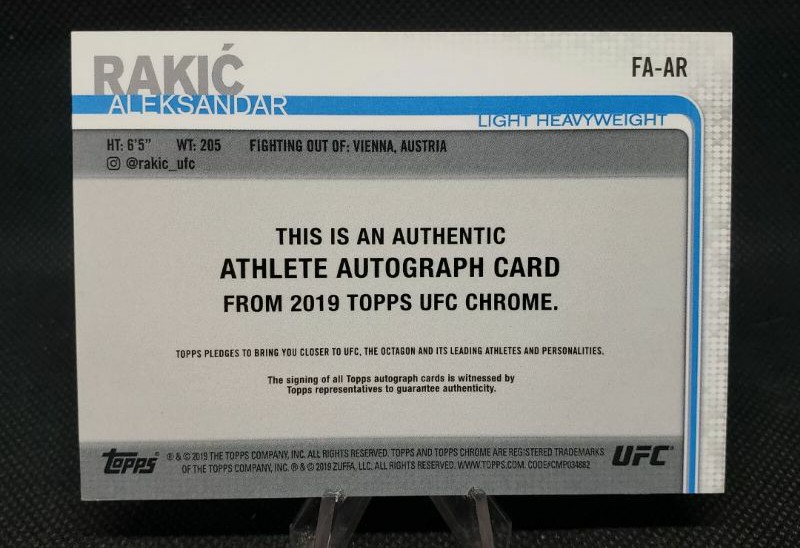 RAKIĆ
FA-AR
ALEKSANDAR
LIGHT HEAVYWEIGHT
HT: 6'5" WT: 205 FIGHTING OUT OF: VIENNA, AUSTRIA
@rakic_ufc
THIS IS AN AUTHENTIC
ATHLETE AUTOGRAPH CARD
FROM 2019 TOPPS UFC CHROME.
TOPPS PLEDGES TO BRING YOU CLOSER TO UFC, THE OCTAGON AND ITS LEADING ATHLETES AND PERSONALITIES.
The signing of all Topps autograph cards is witnessed by
Topps representatives to guarantee authenticity.
topps ® & © 2019 THE TOPPS COMPANY, INC. ALL RIGHTS RESERVED. TOPPS AND TOPPS CHROME ARE REGISTERED TRADEMARKS UFC
OF THE TOPPS COMPANY, INC. ® & © 2019 ZUFFA, LLC. ALL RIGHTS RESERVED. WWW.TOPPS.COM. CODE#CMP034882